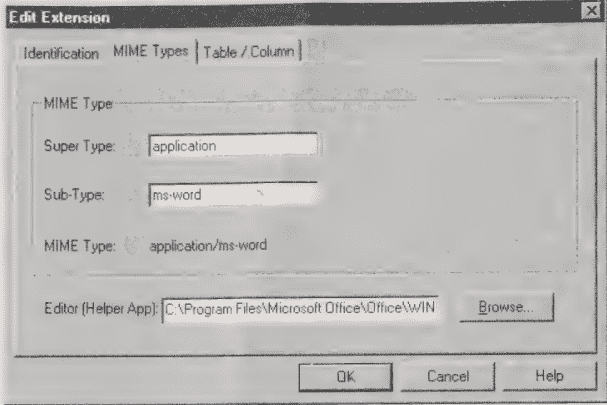 Edit Extension
Identification MIME Types Table / Column
MIME Type
Super Type: application
Sub-Type: ms-word
MIME Type: application/ms-word
Editor (Helper App): C:\Program Files\Microsoft Office\Office\WIN Browse...
OK Cancel Help